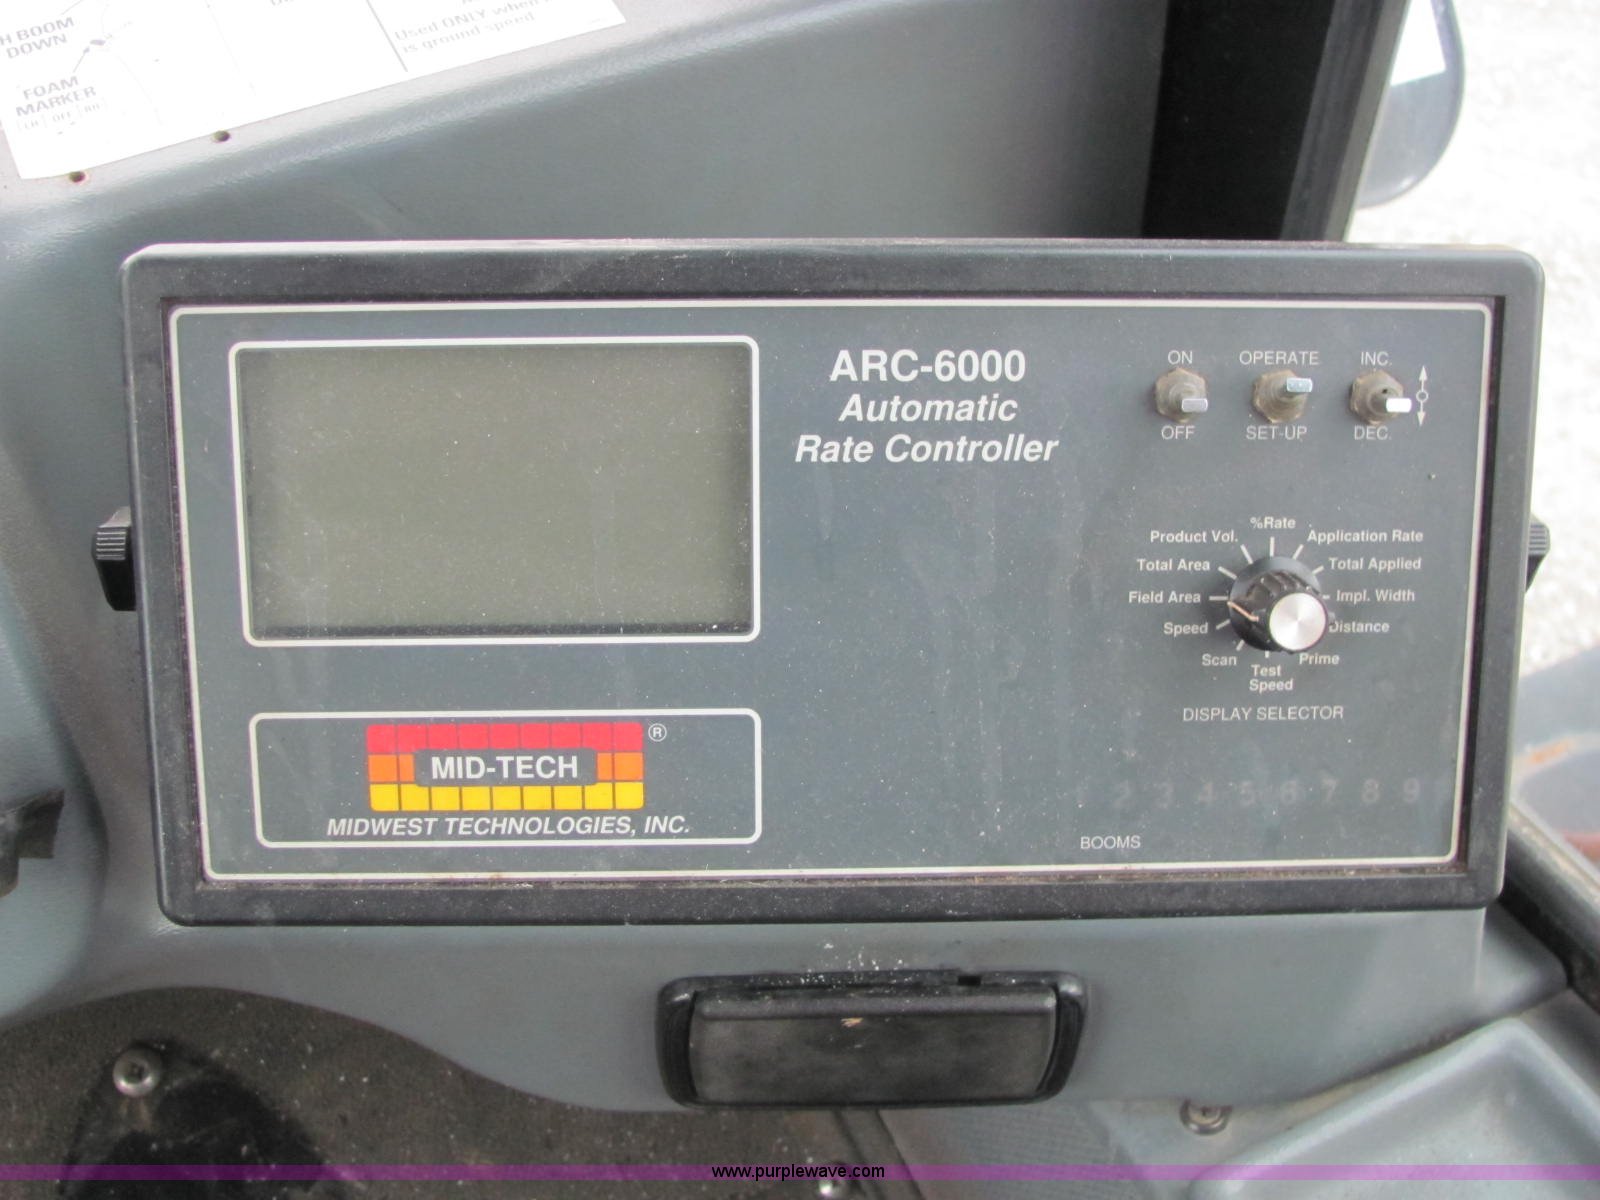 H BOOM
DOWN
FOAM
MARKER
LH OFF RH
Used ONLY when
is ground speed
ARC-6000
Automatic
Rate Controller
ON
OFF
OPERATE
SET-UP
INC.
DEC.
%Rate
Product Vol.
Application Rate
Total Area
Total Applied
Field Area
Impl. Width
Speed
Distance
Scan
Prime
Test
Speed
DISPLAY SELECTOR
MID-TECH ®
MIDWEST TECHNOLOGIES, INC.
2 3 4 5 6 7 8 9
BOOMS
www.purplewave.com